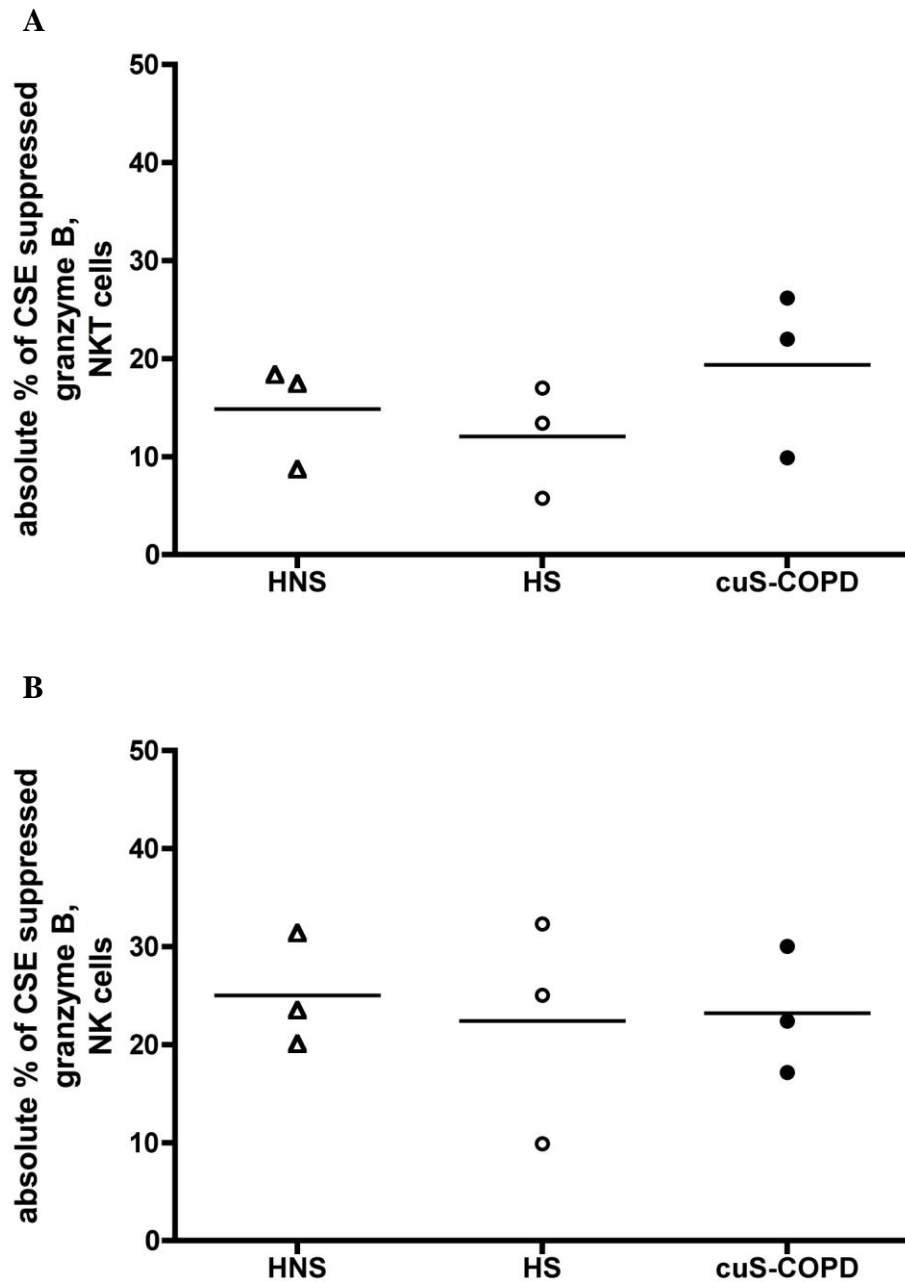 A
absolute % of CSE suppressed
granzyme B,
NKT cells
50
40
30
20
10
0
HNS HS cuS-COPD
B
absolute % of CSE suppressed
granzyme B,
NK cells
50
40
30
20
10
0
HNS HS cuS-COPD